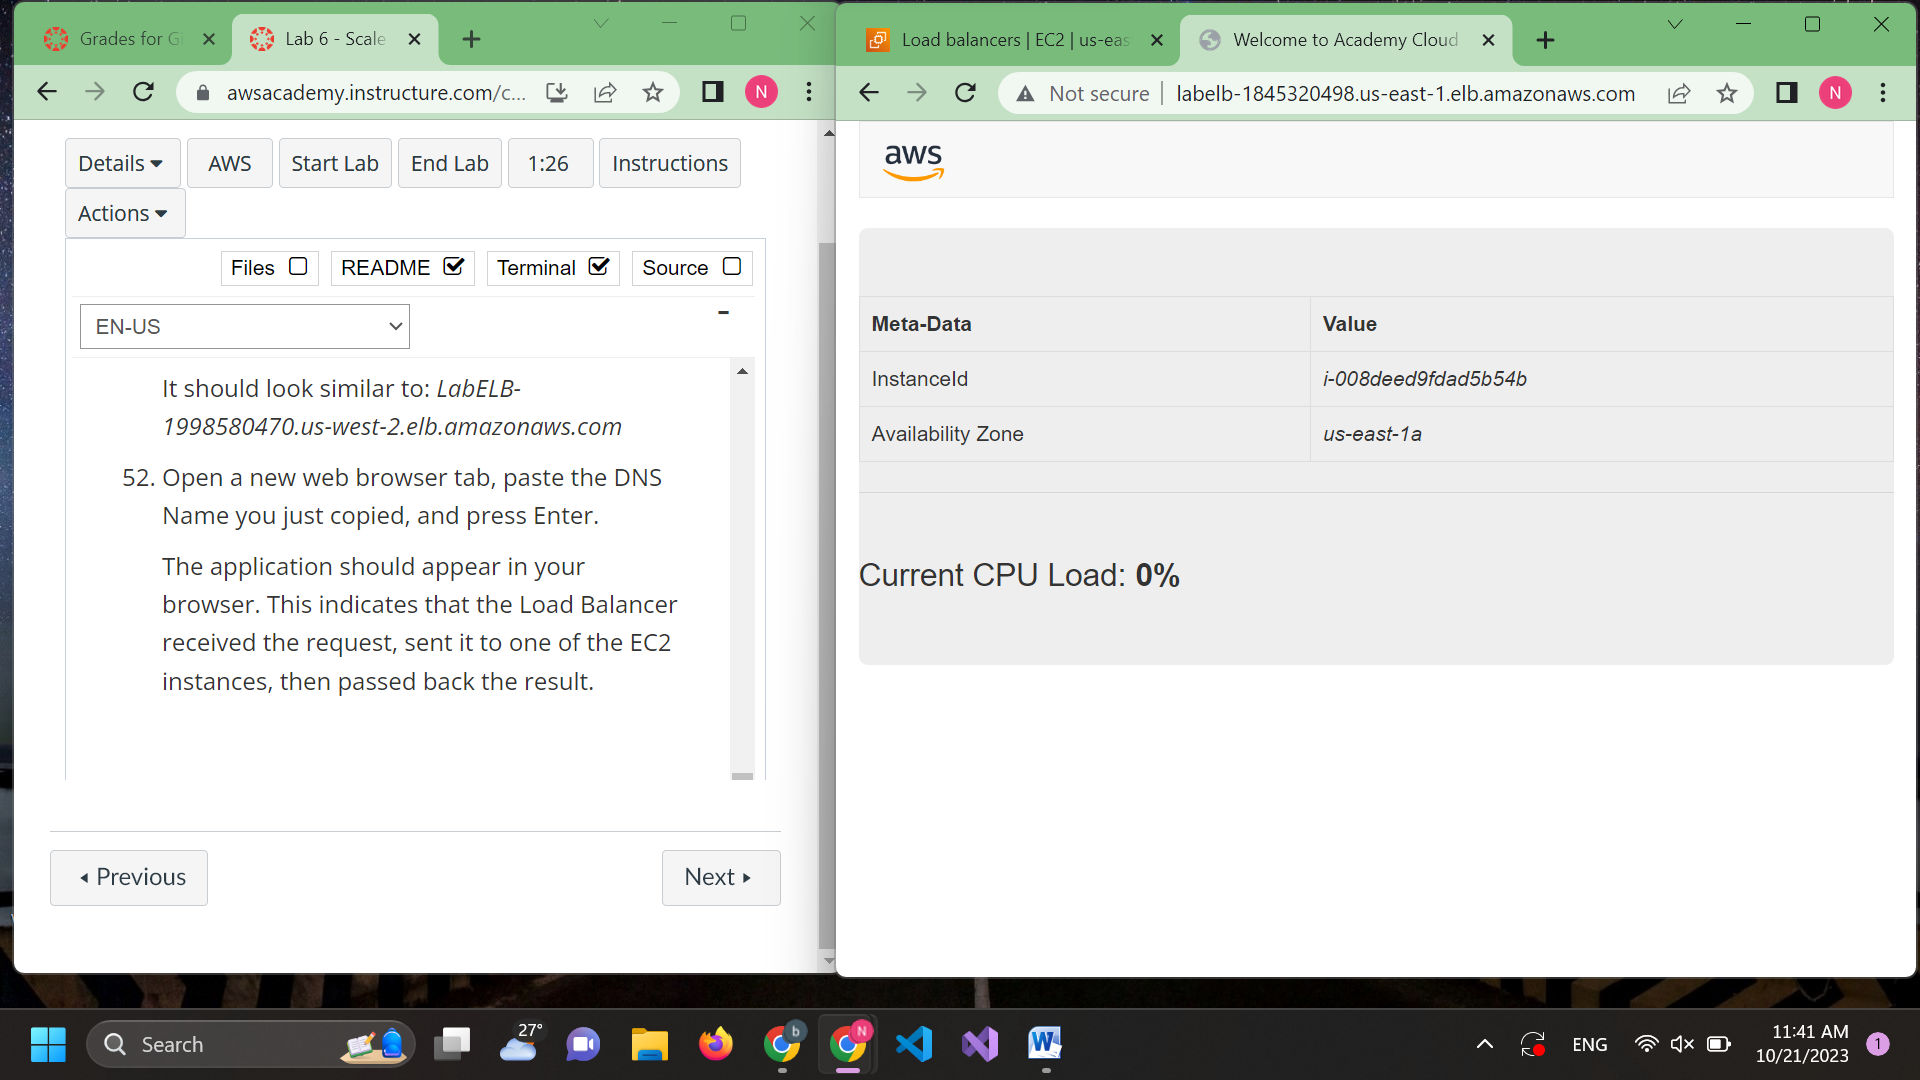 Grades for Gi
Lab 6 - Scale
awsacademy.instructure.com/c...
N
Details
AWS
Start Lab
End Lab
1:26
Instructions
Actions
Files
README
Terminal
Source
EN-US
It should look similar to: LabELB-
1998580470.us-west-2.elb.amazonaws.com
52. Open a new web browser tab, paste the DNS
Name you just copied, and press Enter.
The application should appear in your
browser. This indicates that the Load Balancer
received the request, sent it to one of the EC2
instances, then passed back the result.
Previous
Next
Load balancers | EC2 | us-eas
Welcome to Academy Cloud
Not secure
labelb-1845320498.us-east-1.elb.amazonaws.com
N
aws
Meta-Data Value
InstanceId i-008deed9fdad5b54b
Availability Zone us-east-1a
Current CPU Load: 0%
Search
27°
b
N
W
ENG
11:41 AM
10/21/2023
1